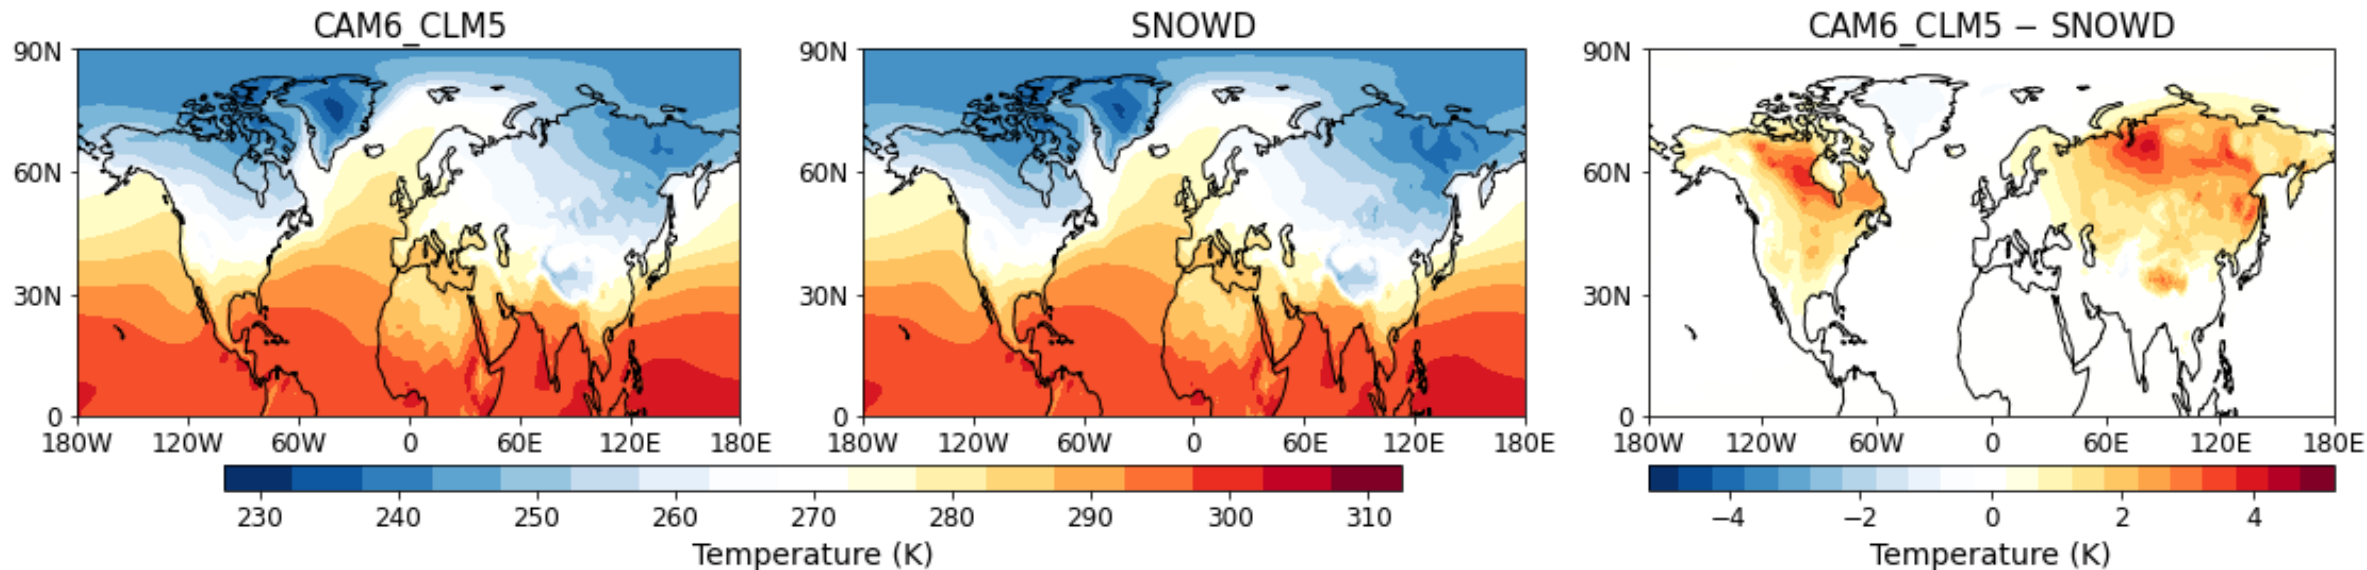 CAM6_CLM5
SNOWD
CAM6_CLM5 − SNOWD
90N
60N
30N
0
180W 120W 60W 0 60E 120E 180E
90N
60N
30N
0
180W 120W 60W 0 60E 120E 180E
90N
60N
30N
0
180W 120W 60W 0 60E 120E 180E
230 240 250 260 270 280 290 300 310
Temperature (K)
−4 −2 0 2 4
Temperature (K)